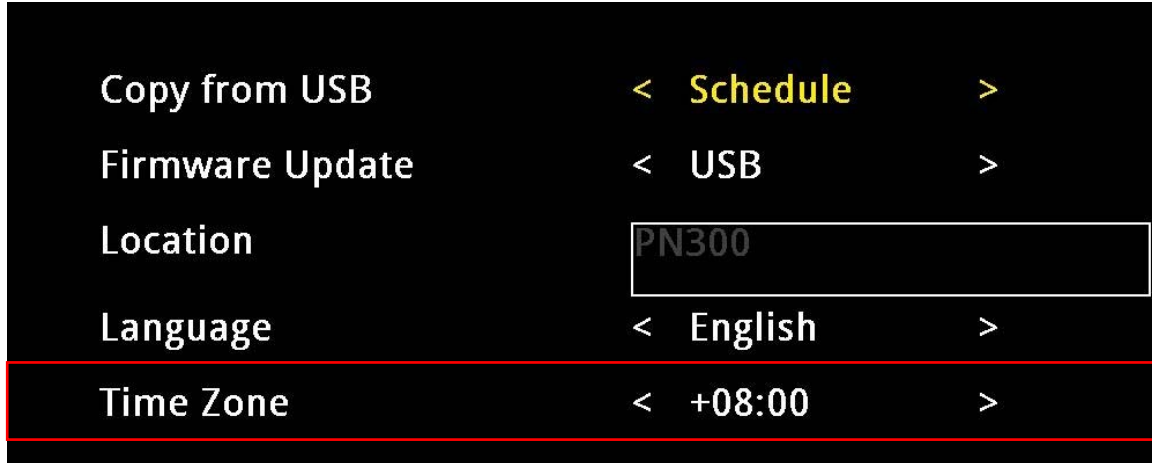 Copy from USB < Schedule >
Firmware Update < USB >
Location PN300
Language < English >
Time Zone < +08:00 >